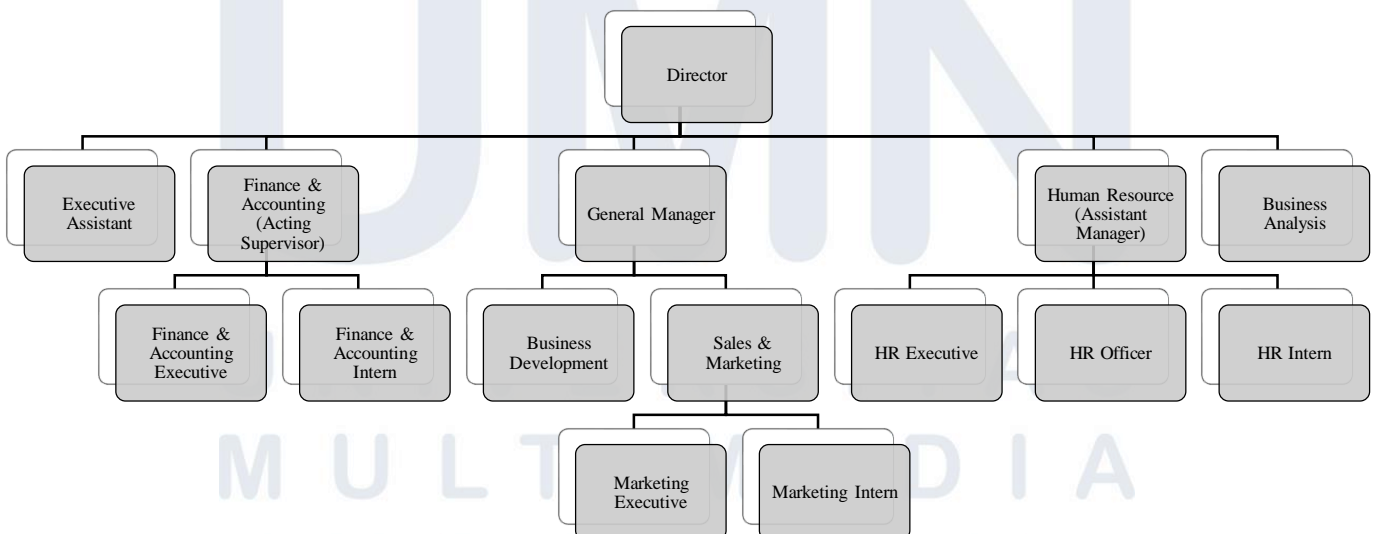 UMN
Director
Executive
Assistant
Finance &
Accounting
(Acting
Supervisor)
General Manager
Human Resource
(Assistant
Manager)
Business
Analysis
Finance &
Accounting
Executive
Finance &
Accounting
Intern
Business
Development
Sales &
Marketing
HR Executive
HR Officer
HR Intern
Marketing
Executive
Marketing Intern